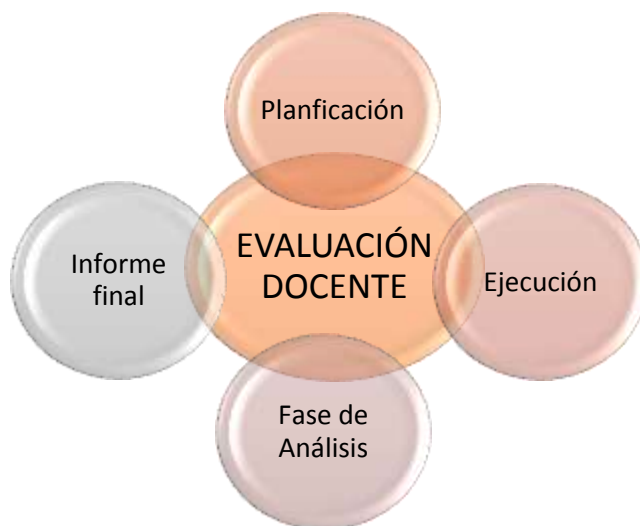 Planficación
EVALUACIÓN
DOCENTE
Informe
final
Ejecución
Fase de
Análisis